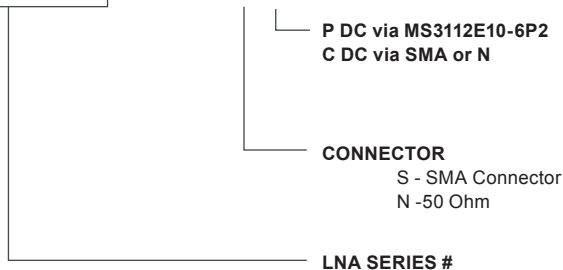 P DC via MS3112E10-6P2
C DC via SMA or N
CONNECTOR
S - SMA Connector
N -50 Ohm
LNA SERIES #